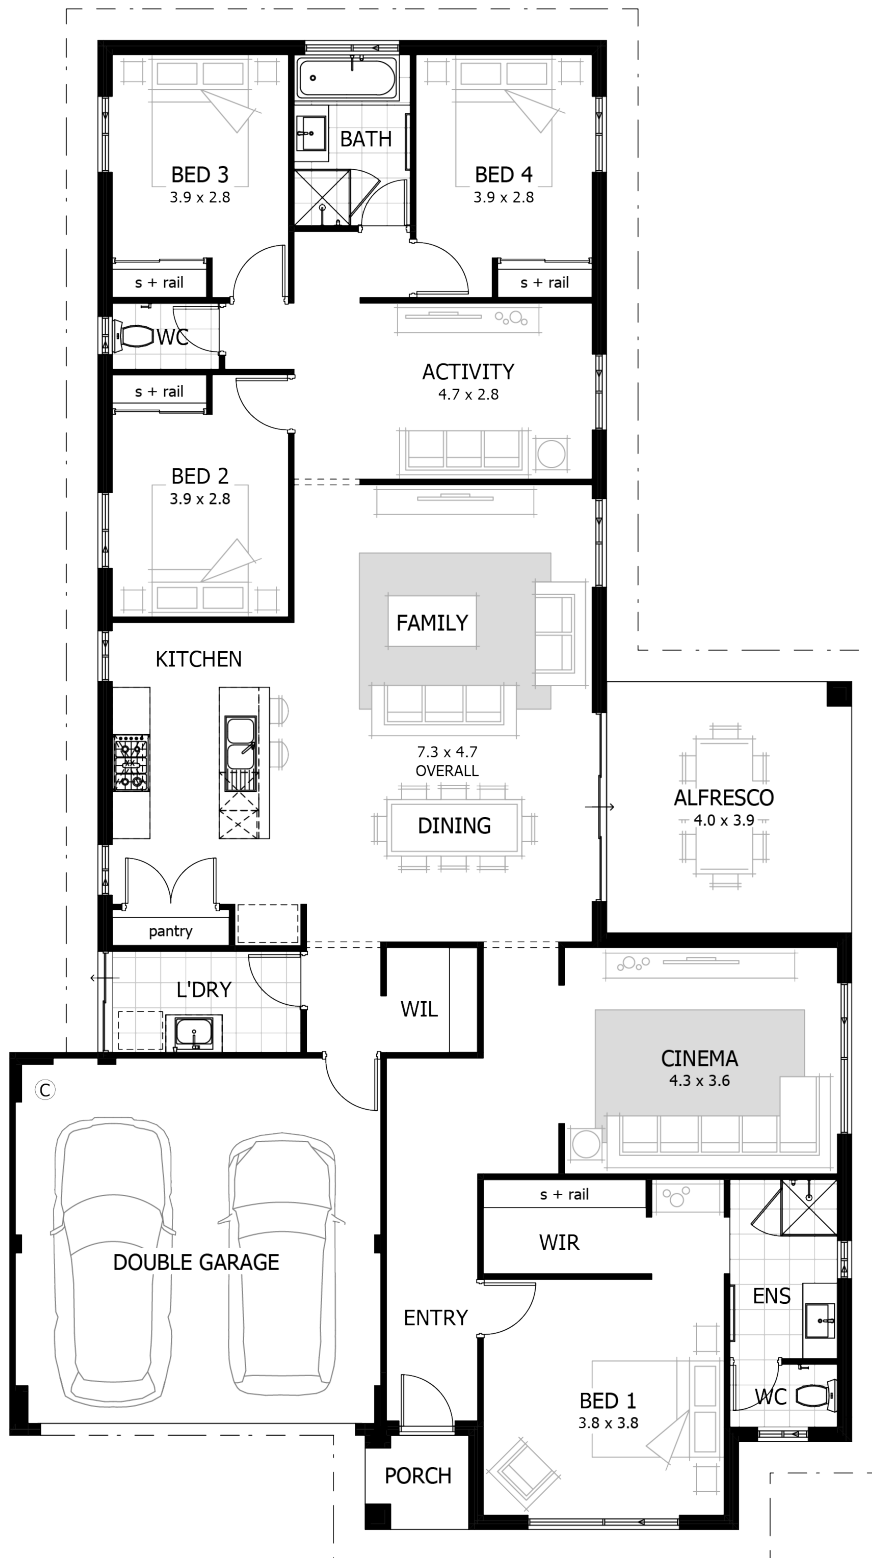 BATH
BED 3
3.9 x 2.8
BED 4
3.9 x 2.8
s + rail
s + rail
WC
ACTIVITY
4.7 x 2.8
s + rail
BED 2
3.9 x 2.8
FAMILY
KITCHEN
7.3 x 4.7
OVERALL
ALFRESCO
4.0 x 3.9
DINING
pantry
L'DRY
WIL
CINEMA
4.3 x 3.6
C
s + rail
WIR
DOUBLE GARAGE
ENS
ENTRY
WC
BED 1
3.8 x 3.8
PORCH